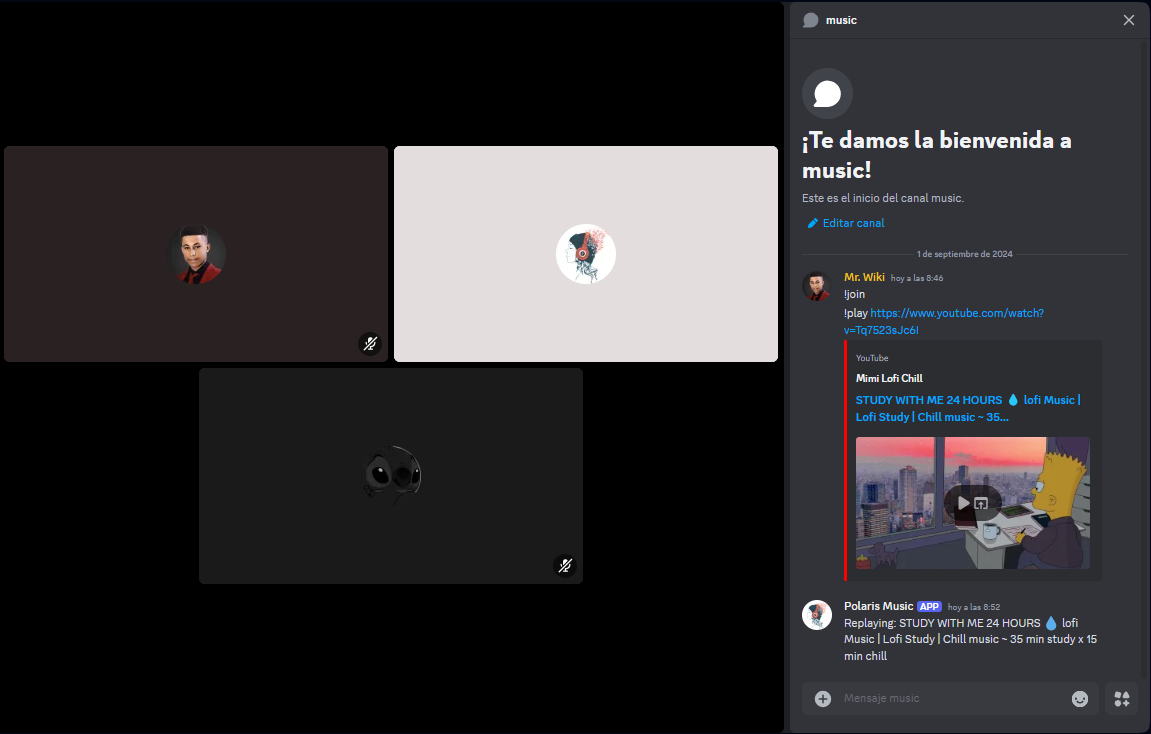 music
¡Te damos la bienvenida a
music!
Este es el inicio del canal music.
Editar canal
1 de septiembre de 2024
Mr. Wiki hoy a las 8:46
!join
!play https://www.youtube.com/watch?
v=Tq7523sJc6I
YouTube
Mimi Lofi Chill
STUDY WITH ME 24 HOURS 💧 lofi Music |
Lofi Study | Chill music ~ 35...
Polaris Music APP hoy a las 8:52
Replaying: STUDY WITH ME 24 HOURS 💧 lofi
Music | Lofi Study | Chill music ~ 35 min study x 15
min chill
Mensaje music